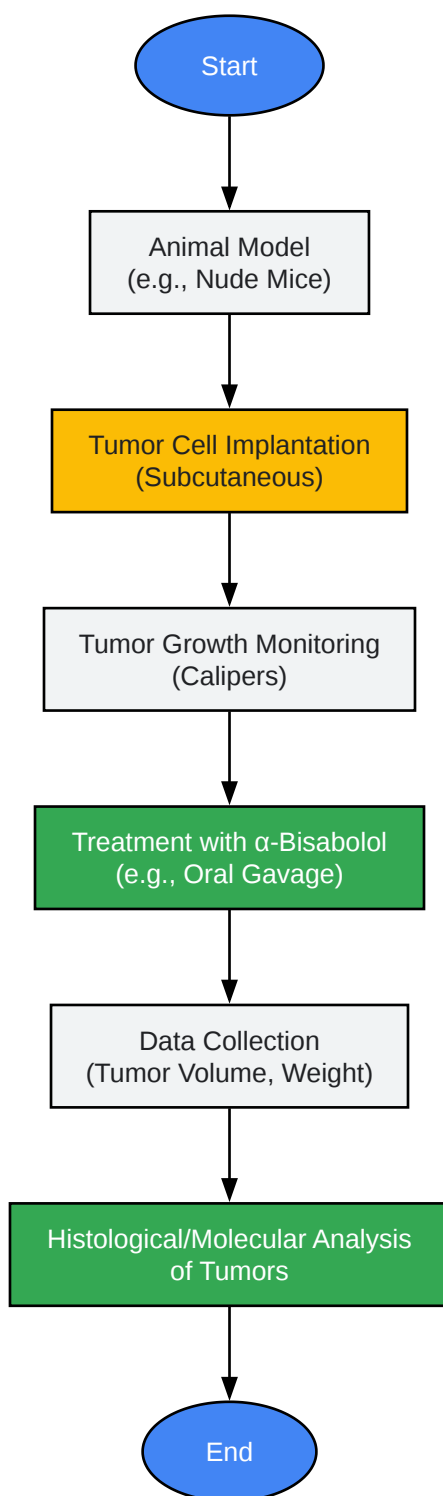 Start
Animal Model
(e.g., Nude Mice)
Tumor Cell Implantation
(Subcutaneous)
Tumor Growth Monitoring
(Calipers)
Treatment with α-Bisabolol
(e.g., Oral Gavage)
Data Collection
(Tumor Volume, Weight)
Histological/Molecular Analysis
of Tumors
End